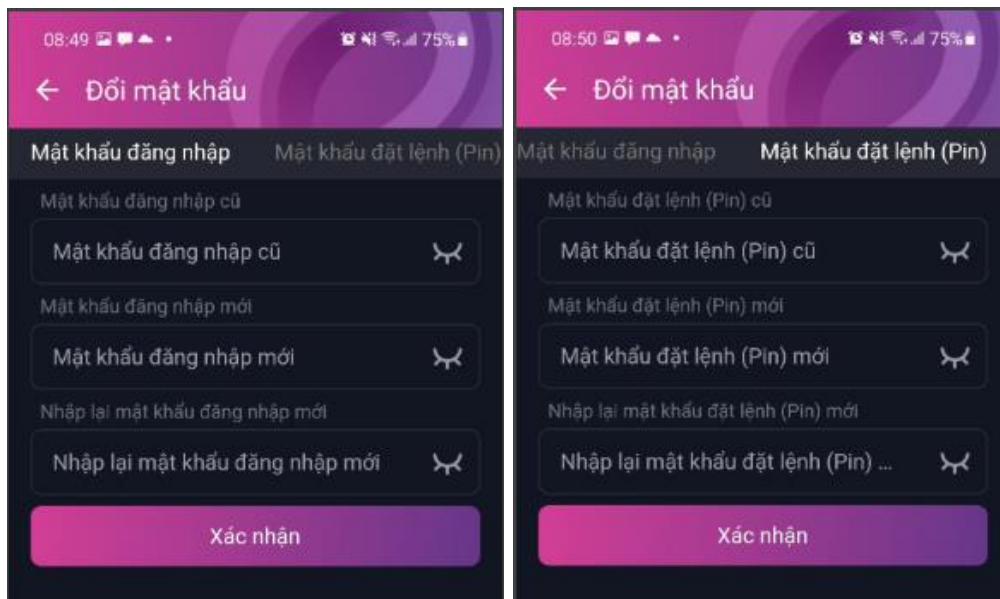 08:49
75%
Đổi mật khẩu
Mật khẩu đăng nhập
Mật khẩu đặt lệnh (Pin)
Mật khẩu đăng nhập cũ
Mật khẩu đăng nhập cũ
Mật khẩu đăng nhập mới
Mật khẩu đăng nhập mới
Nhập lại mật khẩu đăng nhập mới
Nhập lại mật khẩu đăng nhập mới
Xác nhận
08:50
75%
Đổi mật khẩu
Mật khẩu đăng nhập
Mật khẩu đặt lệnh (Pin)
Mật khẩu đặt lệnh (Pin) cũ
Mật khẩu đặt lệnh (Pin) cũ
Mật khẩu đặt lệnh (Pin) mới
Mật khẩu đặt lệnh (Pin) mới
Nhập lại mật khẩu đặt lệnh (Pin) mới
Nhập lại mật khẩu đặt lệnh (Pin) ...
Xác nhận